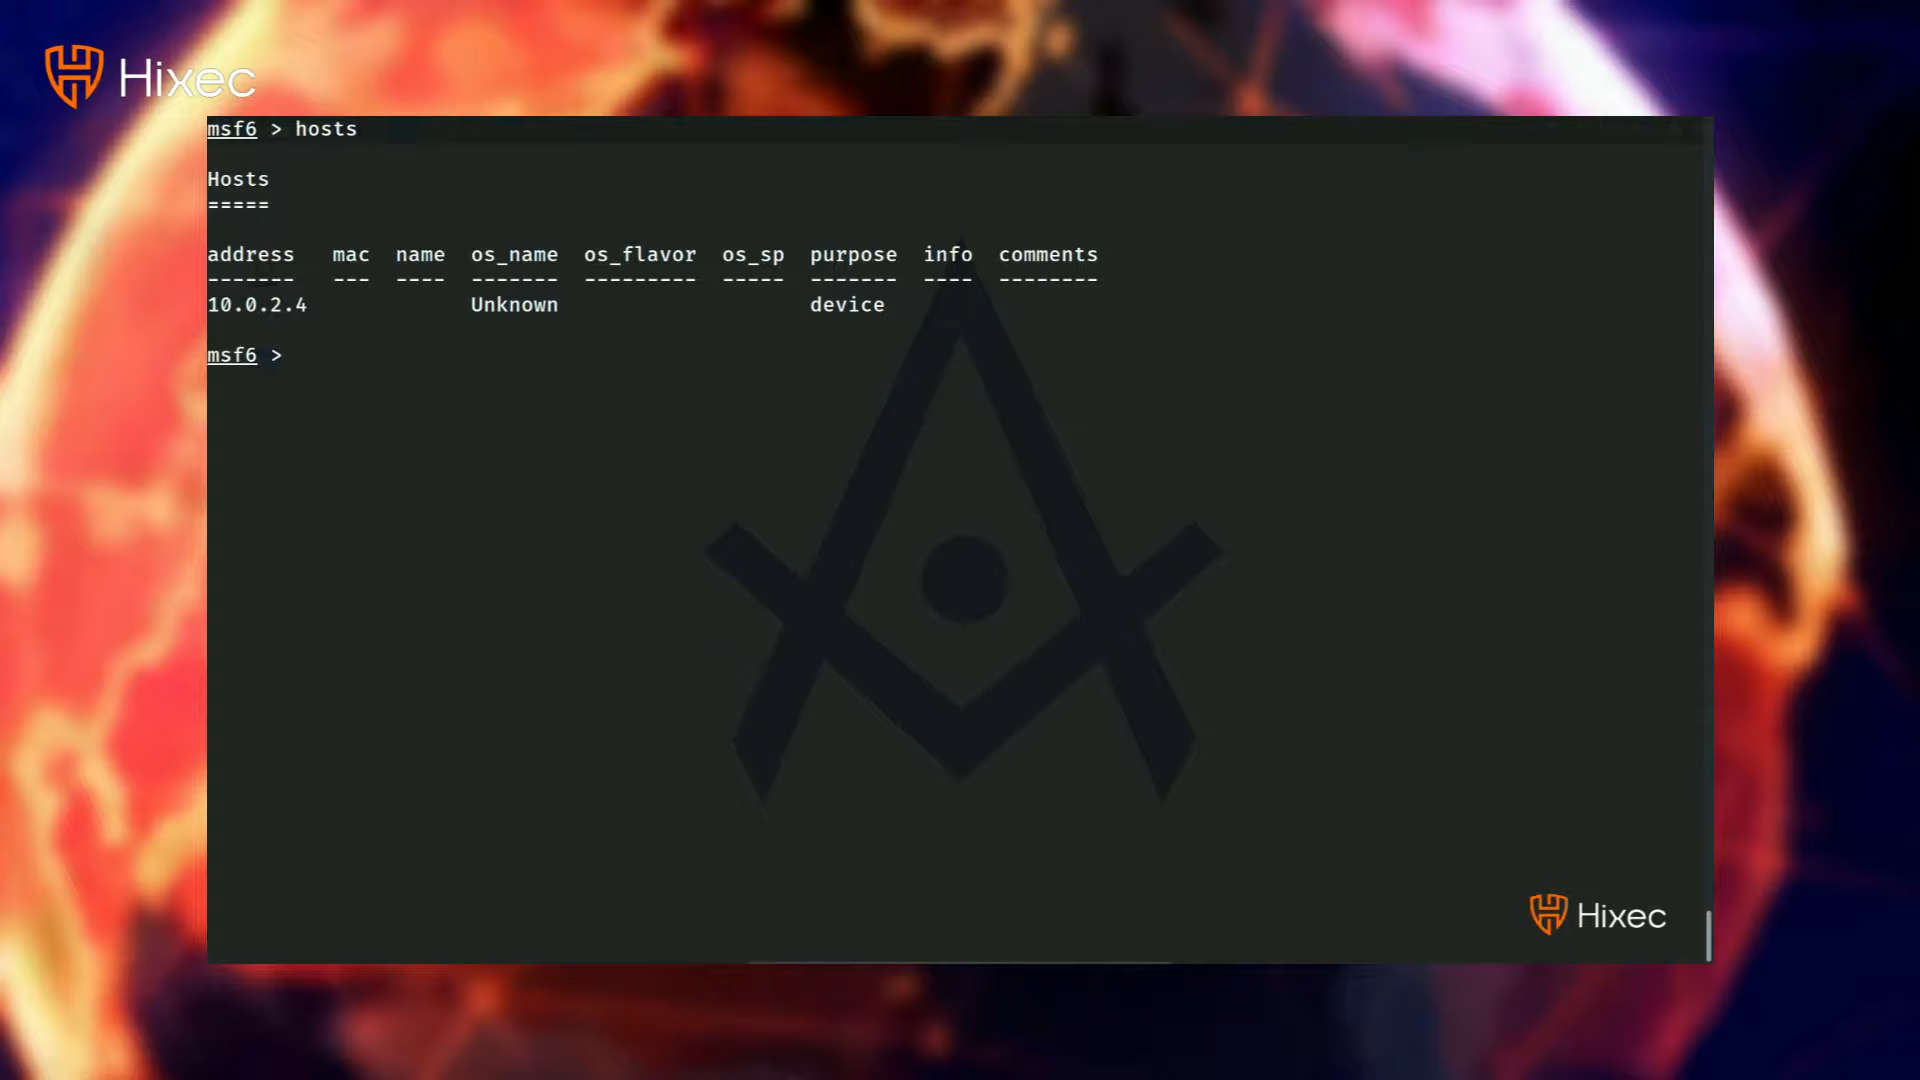 Hixec
msf6 > hosts
Hosts
=====
address   mac  name  os_name  os_flavor  os_sp  purpose  info  comments
-------   ---  ----  -------  ---------  -----  -------  ----  --------
10.0.2.4             Unknown                    device
msf6 >
Hixec